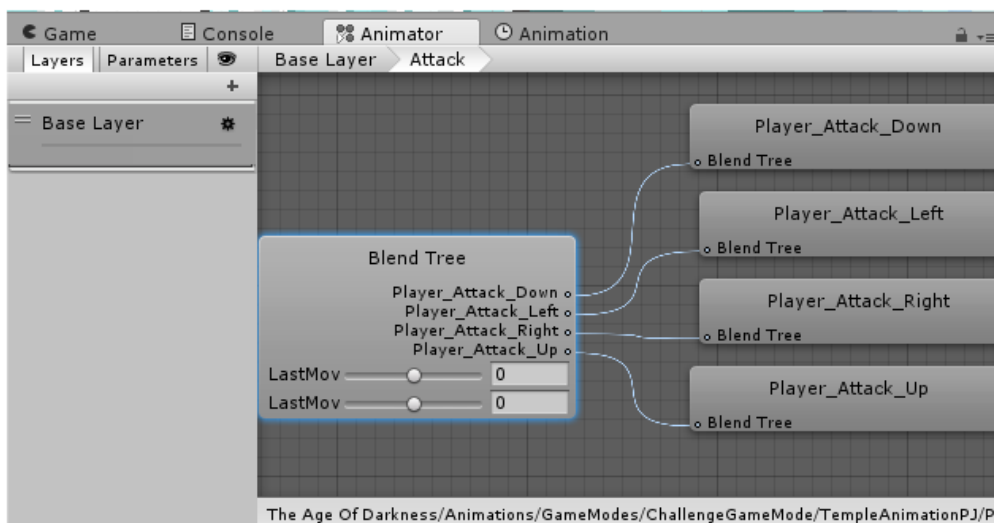 Game Console Animator Animation
Layers Parameters Base Layer Attack
+
Base Layer
Player_Attack_Down
Blend Tree
Player_Attack_Left
Blend Tree
Player_Attack_Right
Blend Tree
Player_Attack_Up
Blend Tree
Blend Tree
Player_Attack_Down
Player_Attack_Left
Player_Attack_Right
Player_Attack_Up
LastMov 0
LastMov 0
The Age Of Darkness/Animations/GameModes/ChallengeGameMode/TempleAnimationPJ/P